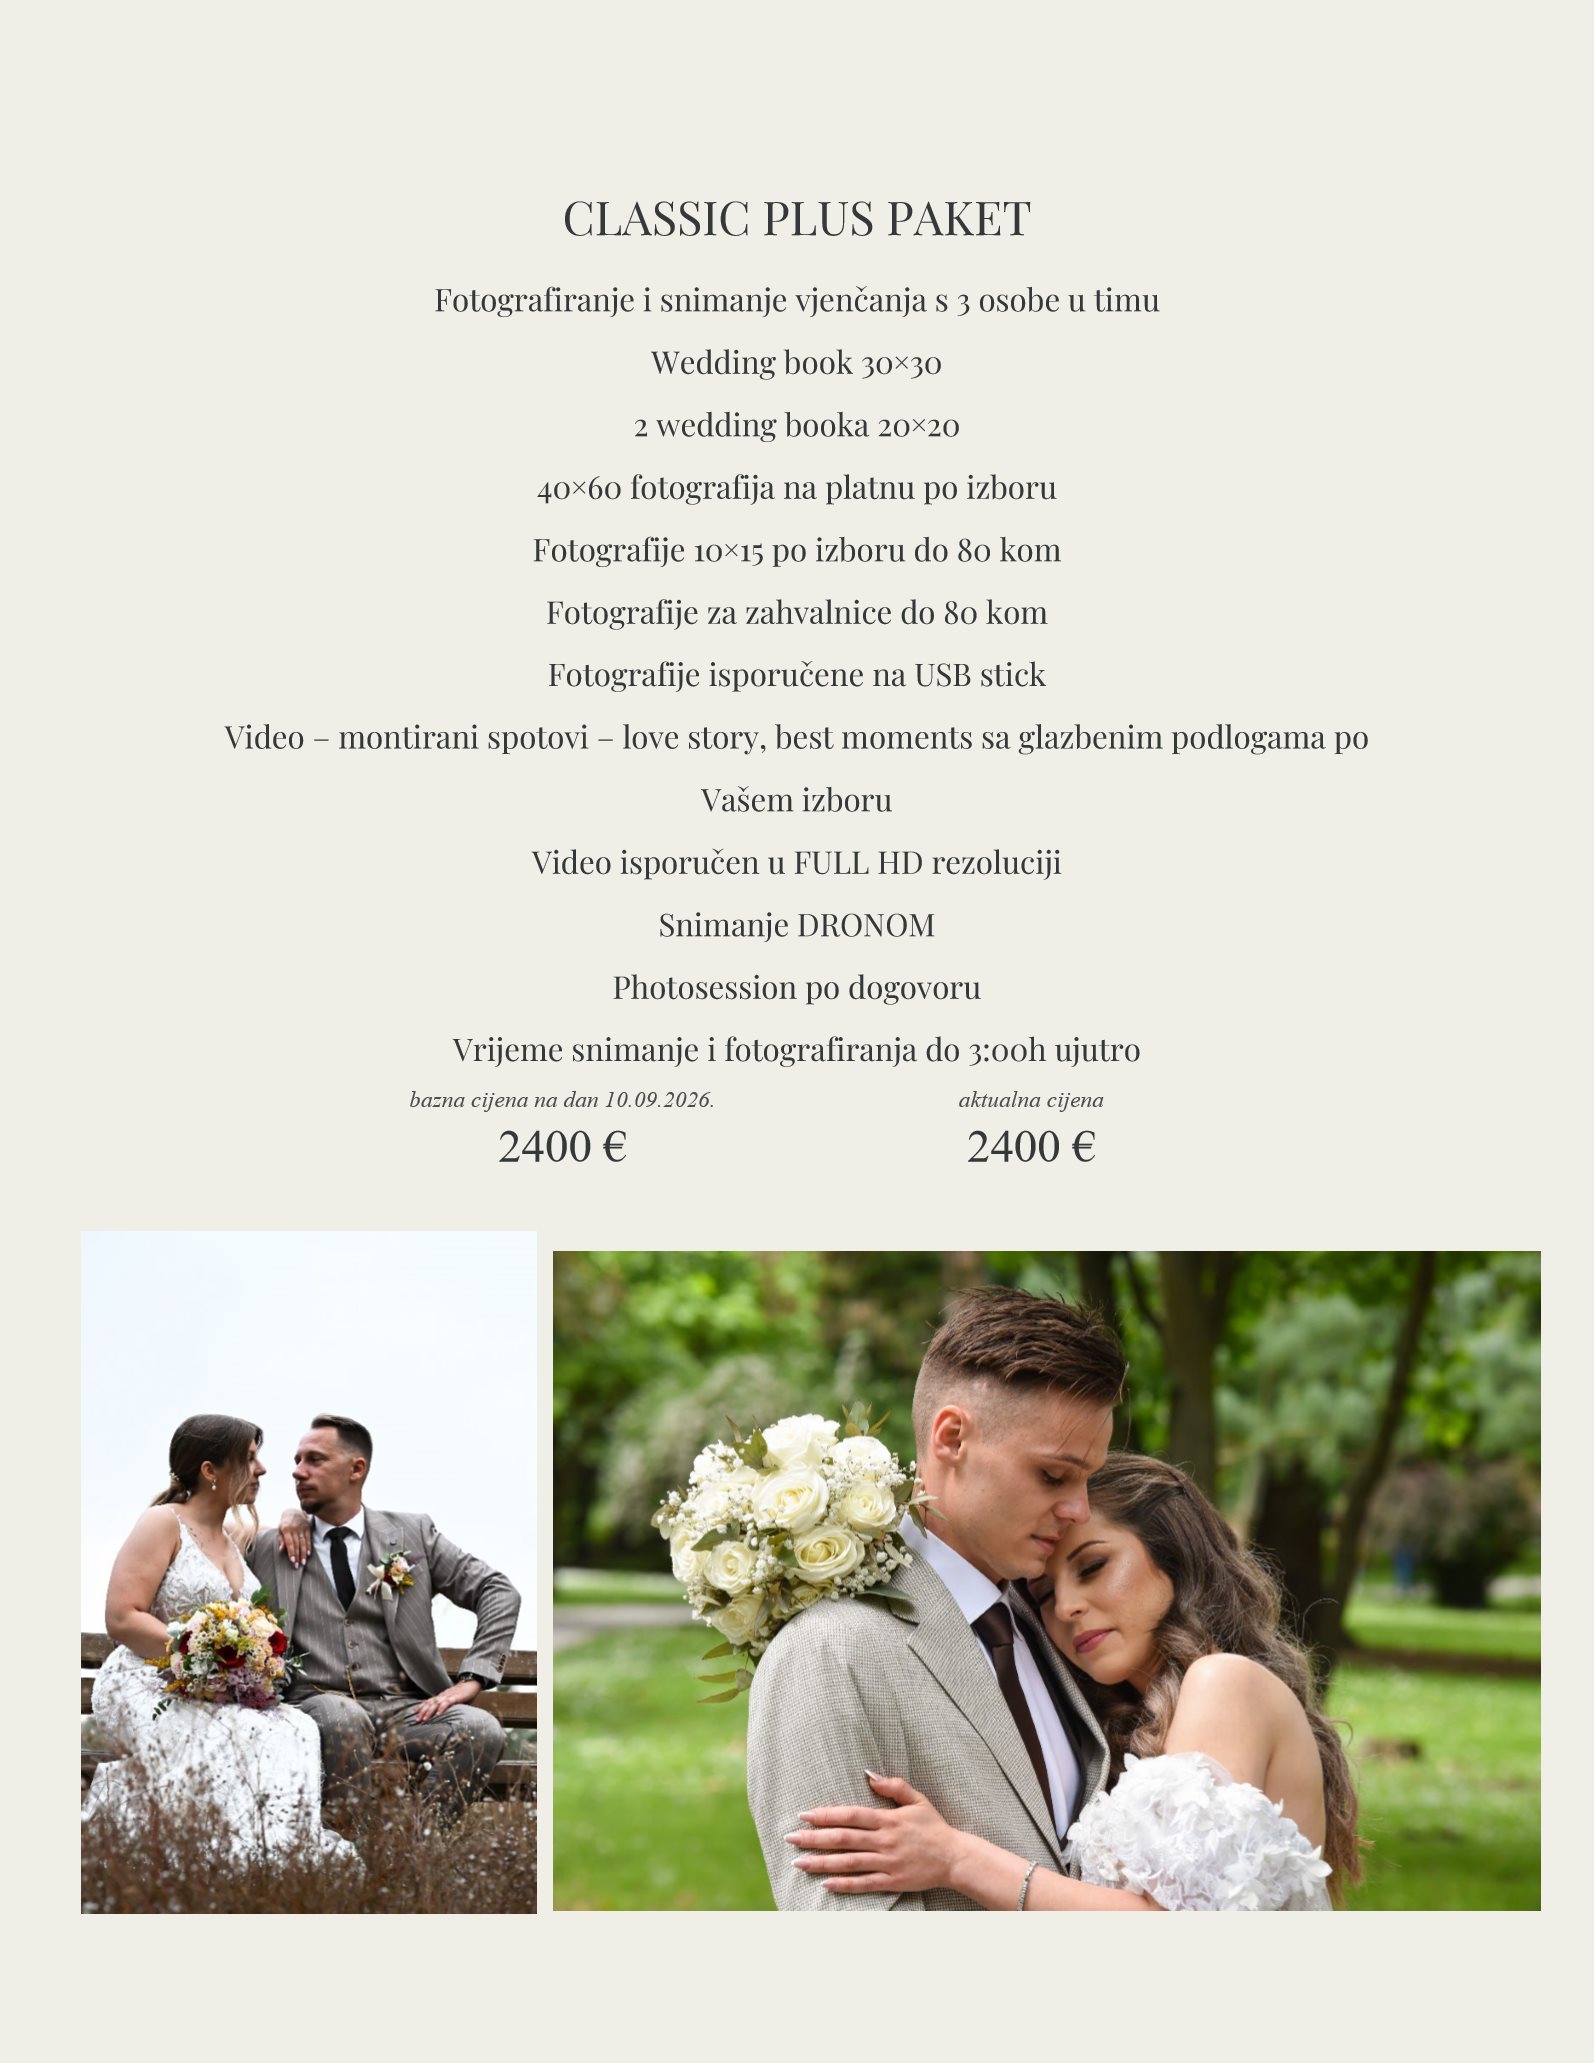 CLASSIC PLUS PAKET
Fotografiranje i snimanje vjenčanja s 3 osobe u timu
Wedding book 30×30
2 wedding booka 20×20
40×60 fotografija na platnu po izboru
Fotografije 10×15 po izboru do 80 kom
Fotografije za zahvalnice do 80 kom
Fotografije isporučene na USB stick
Video – montirani spotovi – love story, best moments sa glazbenim podlogama po
Vašem izboru
Video isporučen u FULL HD rezoluciji
Snimanje DRONOM
Photosession po dogovoru
Vrijeme snimanje i fotografiranja do 3:00h ujutro
bazna cijena na dan 10.09.2026.
2400 €
aktualna cijena
2400 €